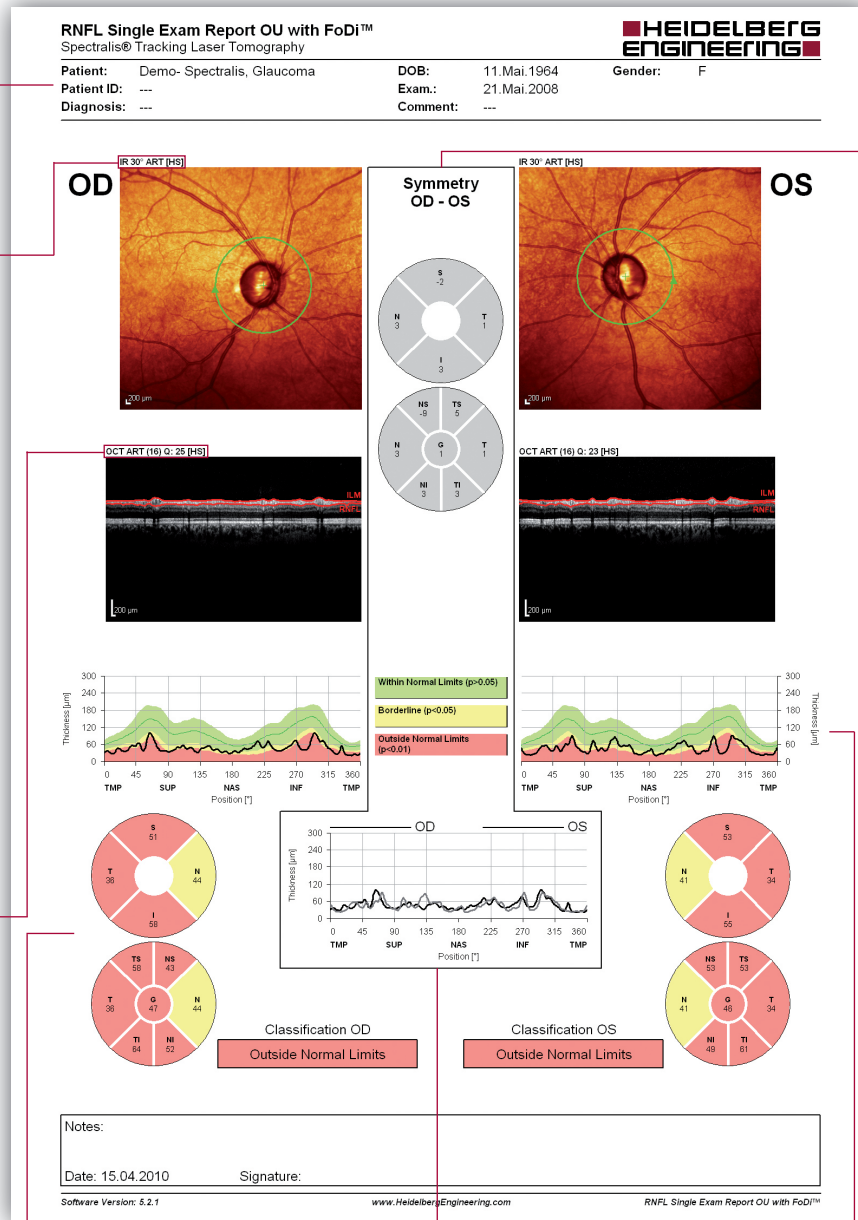 RNFL Single Exam Report OU with FoDi™
Spectralis® Tracking Laser Tomography
HEIDELBERG
ENGINEERING
Patient: Demo- Spectralis, Glaucoma DOB: 11.Mai.1964 Gender: F
Patient ID: --- Exam.: 21.Mai.2008
Diagnosis: --- Comment: ---
IR 30° ART [HS]
OD
200 µm
Symmetry
OD - OS
S
-2
N
3
T
1
I
3
NS
-9
TS
5
N
3
G
1
T
1
NI
3
TI
3
IR 30° ART [HS]
OS
200 µm
OCT ART (16) Q: 25 [HS]
ILM
RNFL
200 µm
OCT ART (16) Q: 23 [HS]
ILM
RNFL
200 µm
Thickness [µm]
300
240
180
120
60
0
0 45 90 135 180 225 270 315 360
TMP SUP NAS INF TMP
Position [°]
Within Normal Limits (p>0.05)
Borderline (p<0.05)
Outside Normal Limits
(p<0.01)
300
240
180
120
60
0
Thickness [µm]
0 45 90 135 180 225 270 315 360
TMP SUP NAS INF TMP
Position [°]
S
51
T
36
N
44
I
58
TS
58
NS
43
T
36
G
47
N
44
TI
64
NI
52
OD OS
Thickness [µm]
300
240
180
120
60
0
0 45 90 135 180 225 270 315 360
TMP SUP NAS INF TMP
Position [°]
S
53
N
41
T
34
I
55
NS
53
TS
53
N
41
G
46
T
34
NI
49
TI
61
Classification OD
Outside Normal Limits
Classification OS
Outside Normal Limits
Notes:
Date: 15.04.2010 Signature:
Software Version: 5.2.1 www.HeidelbergEngineering.com RNFL Single Exam Report OU with FoDi™